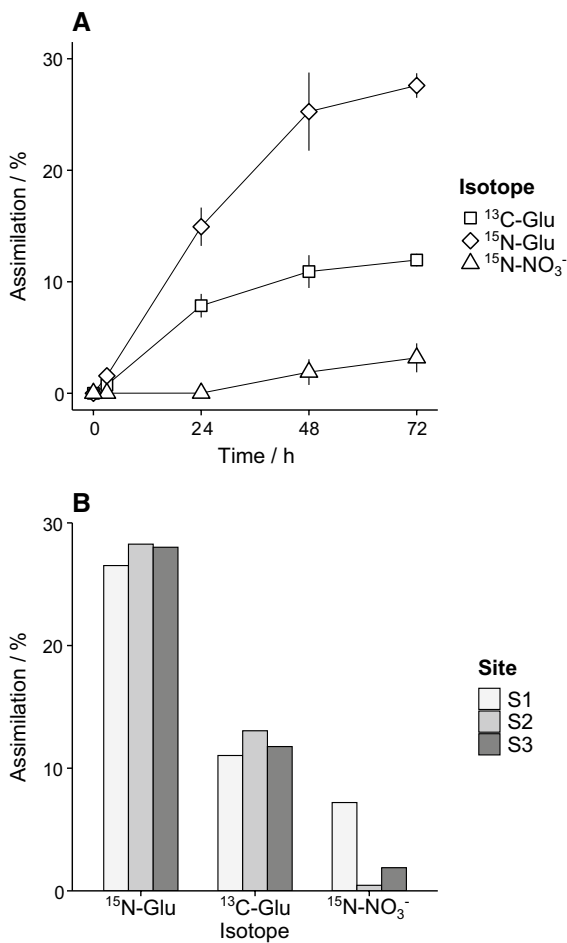 A
30
20
10
0
Assimilation / %
0 24 48 72
Time / h
Isotope
¹³C-Glu
¹⁵N-Glu
¹⁵N-NO₃⁻
B
30
20
10
0
Assimilation / %
¹⁵N-Glu ¹³C-Glu ¹⁵N-NO₃⁻
Isotope
Site
S1
S2
S3